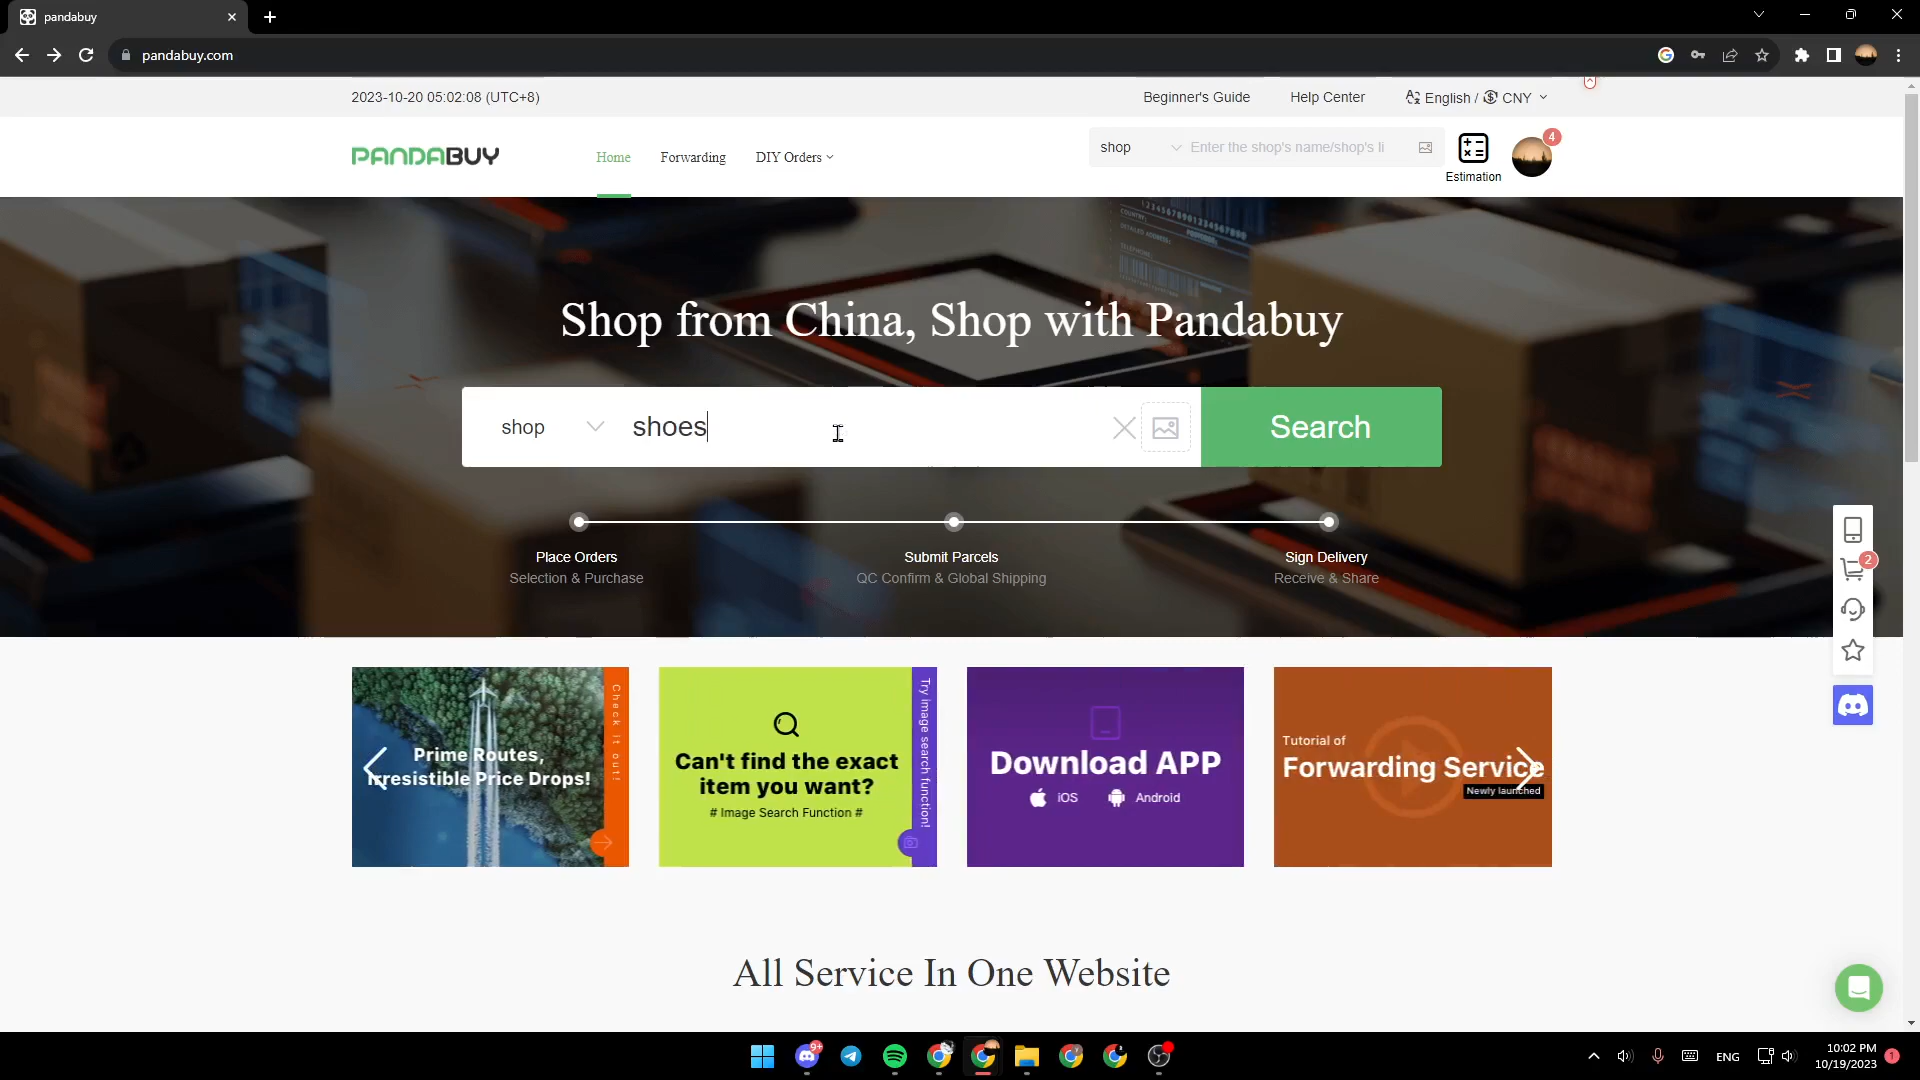 pandabuy
pandabuy.com
2023-10-20 05:02:08 (UTC+8)
Beginner's Guide
Help Center
English / CNY
PANDABUY
Home
Forwarding
DIY Orders
shop
Enter the shop's name/shop's li
Estimation
4
Shop from China, Shop with Pandabuy
shop
shoes
Search
Place Orders
Submit Parcels
Sign Delivery
Selection & Purchase
QC Confirm & Global Shipping
Receive & Share
2
Prime Routes,
Irresistible Price Drops!
Check it out!
Can't find the exact
item you want?
# Image Search Function #
Try image search function!
Download APP
iOS
Android
Tutorial of
Forwarding Service
Newly launched
All Service In One Website
9+
ENG
10:02 PM
10/19/2023
1